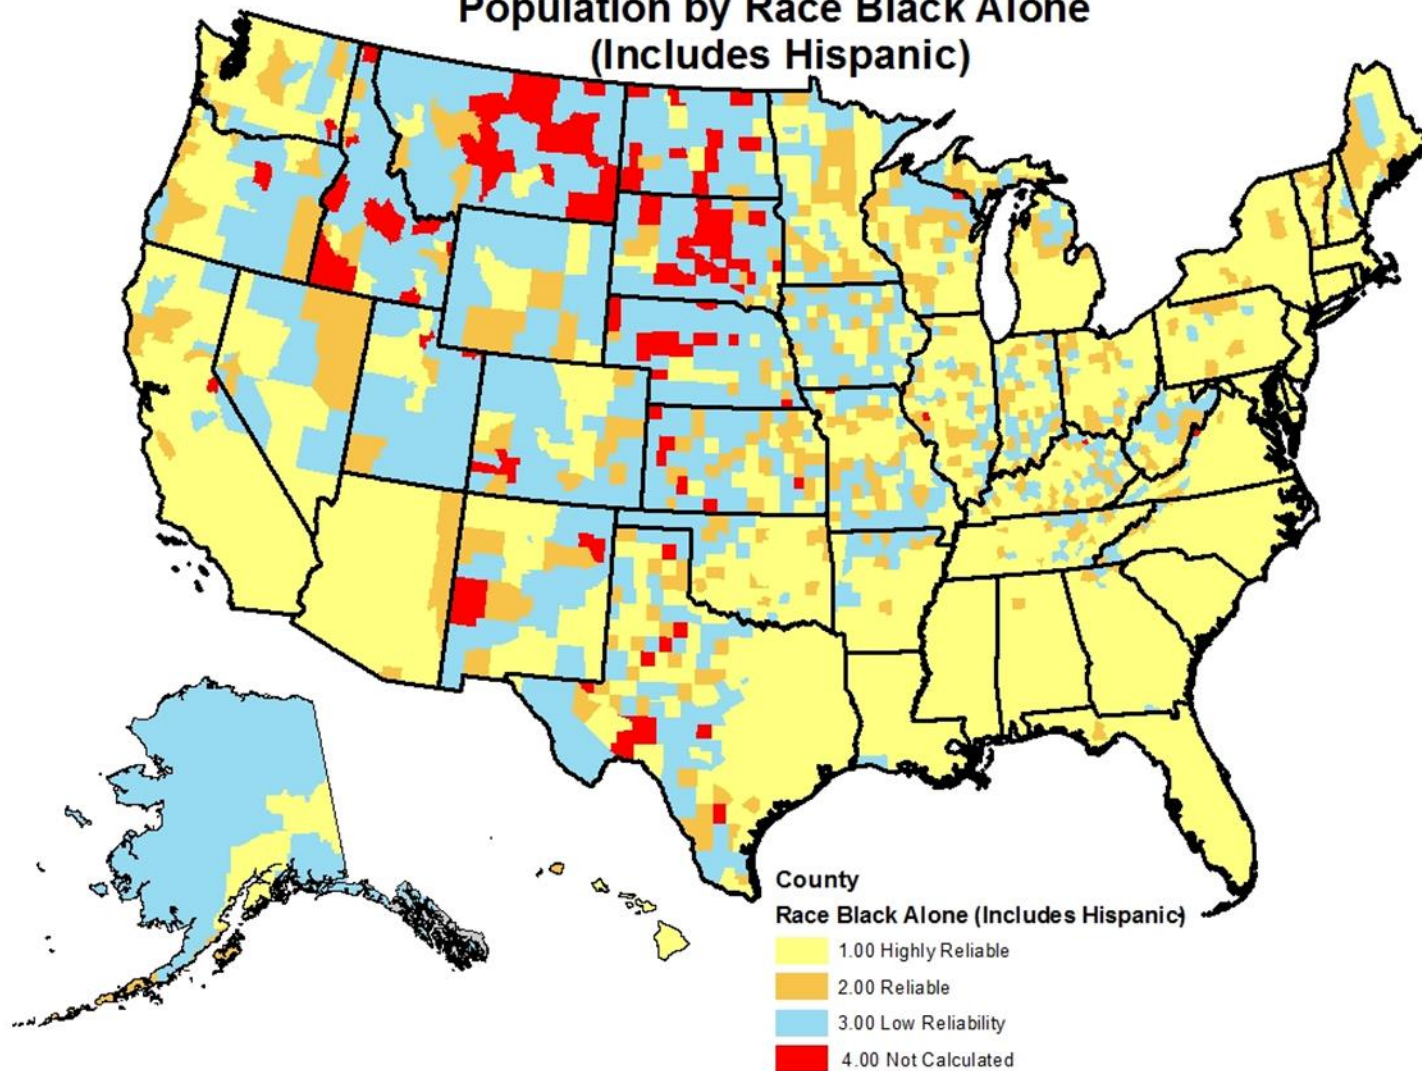 Population by Race Black Alone
(Includes Hispanic)
County
Race Black Alone (Includes Hispanic)
1.00 Highly Reliable
2.00 Reliable
3.00 Low Reliability
4.00 Not Calculated